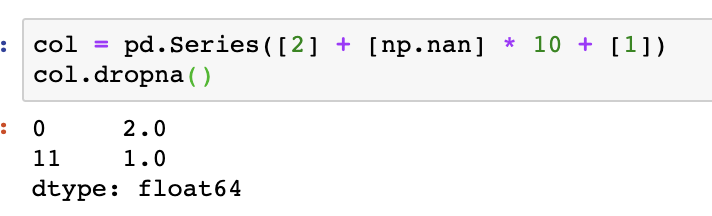 : col = pd.Series([2] + [np.nan] * 10 + [1])
col.dropna()
: 0     2.0
11    1.0
dtype: float64